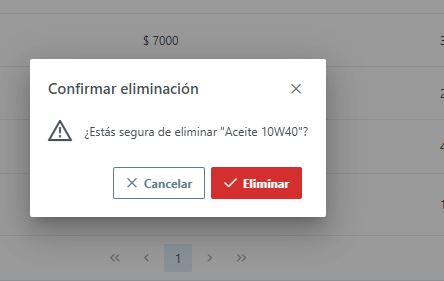 $ 7000
Confirmar eliminación
¿Estás segura de eliminar "Aceite 10W40"?
Cancelar
Eliminar
1